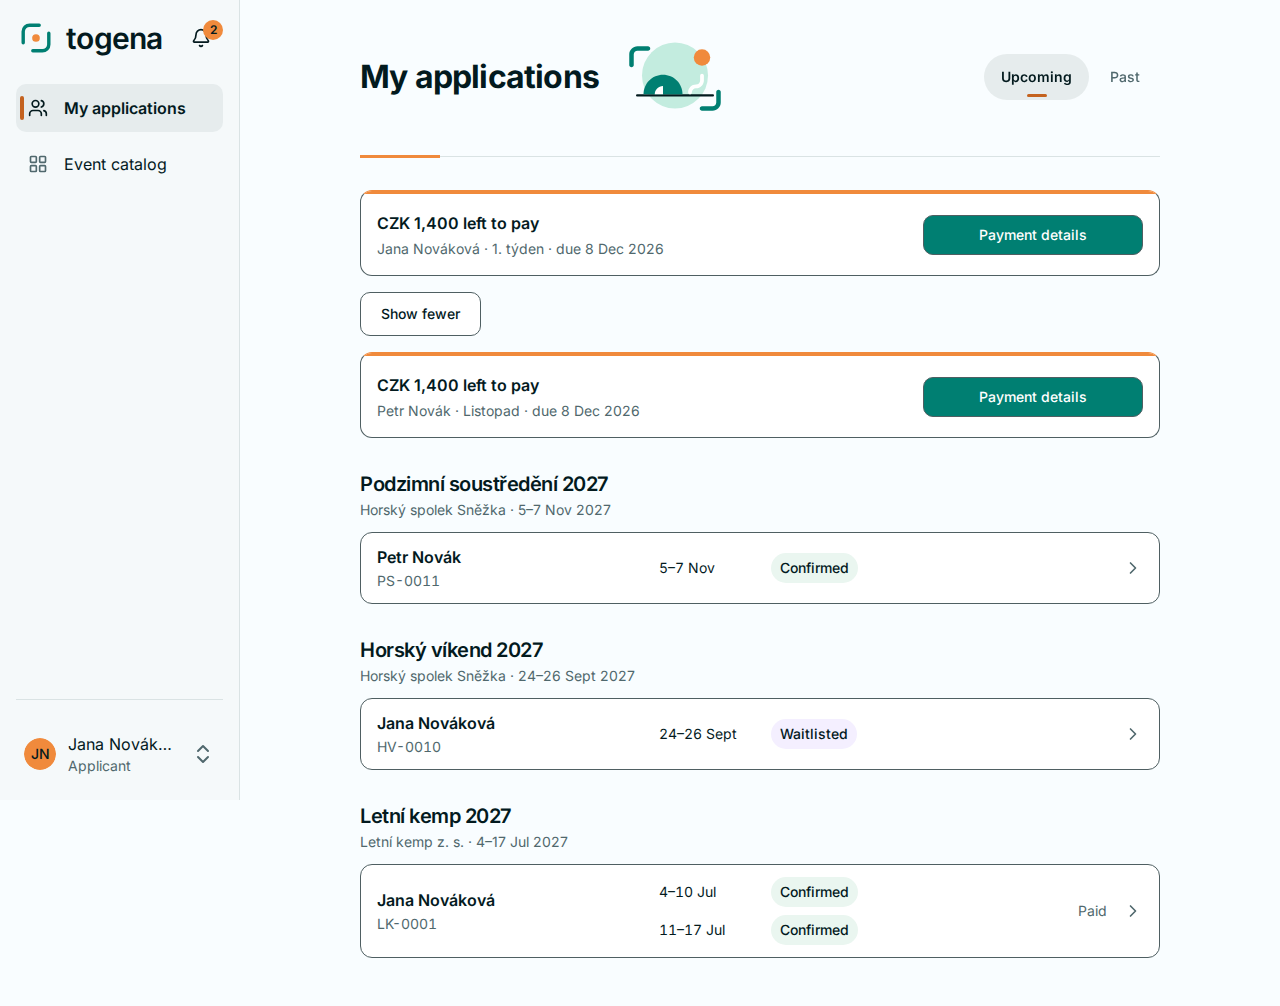 togena
2
My applications
Event catalog
JN
Jana Novák...
Applicant
My applications
Upcoming
Past
CZK 1,400 left to pay
Jana Nováková · 1. týden · due 8 Dec 2026
Payment details
Show fewer
CZK 1,400 left to pay
Petr Novák · Listopad · due 8 Dec 2026
Payment details
Podzimní soustředění 2027
Horský spolek Sněžka · 5–7 Nov 2027
Petr Novák
PS-0011
5–7 Nov
Confirmed
Horský víkend 2027
Horský spolek Sněžka · 24–26 Sept 2027
Jana Nováková
HV-0010
24–26 Sept
Waitlisted
Letní kemp 2027
Letní kemp z. s. · 4–17 Jul 2027
Jana Nováková
LK-0001
4–10 Jul
Confirmed
11–17 Jul
Confirmed
Paid